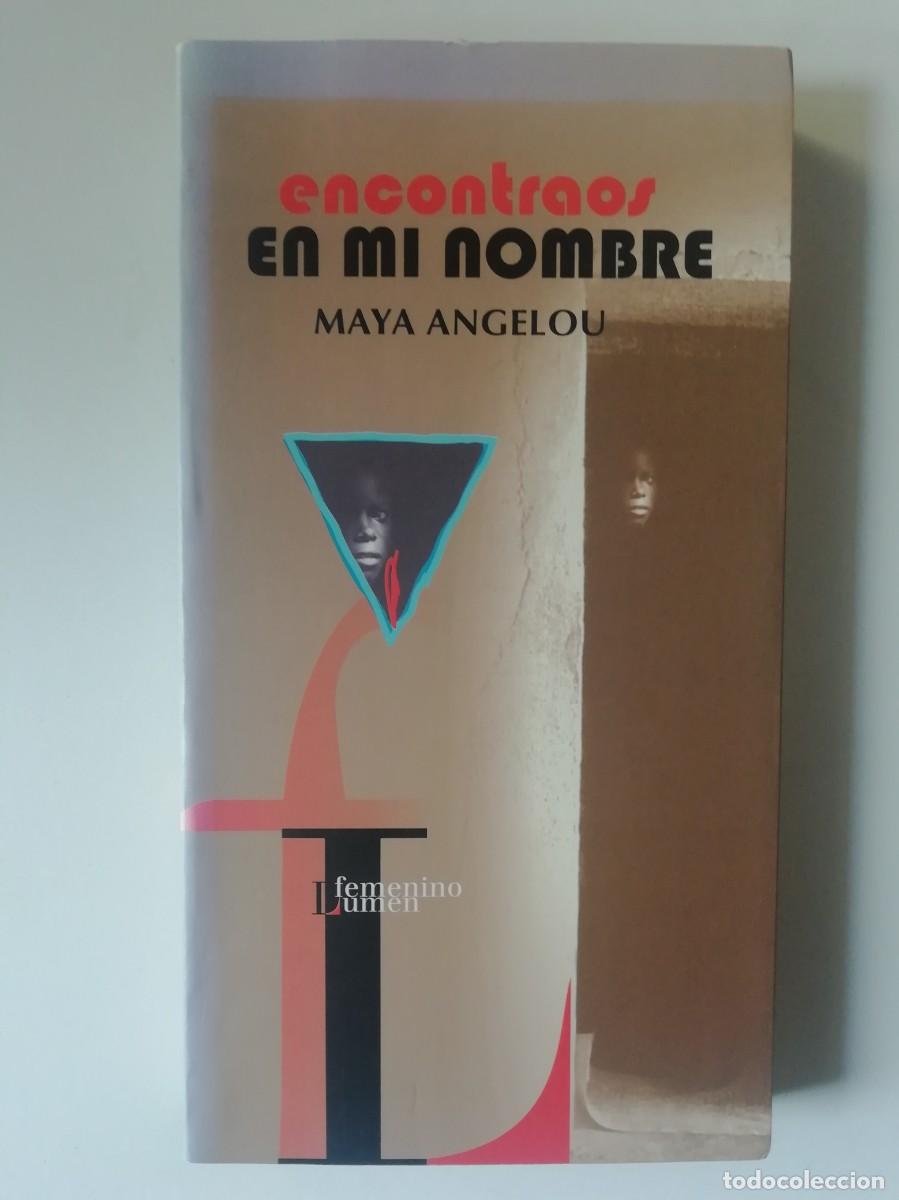 encontraos
EN MI NOMBRE
MAYA ANGELOU
femenino
Lumen
todocoleccion